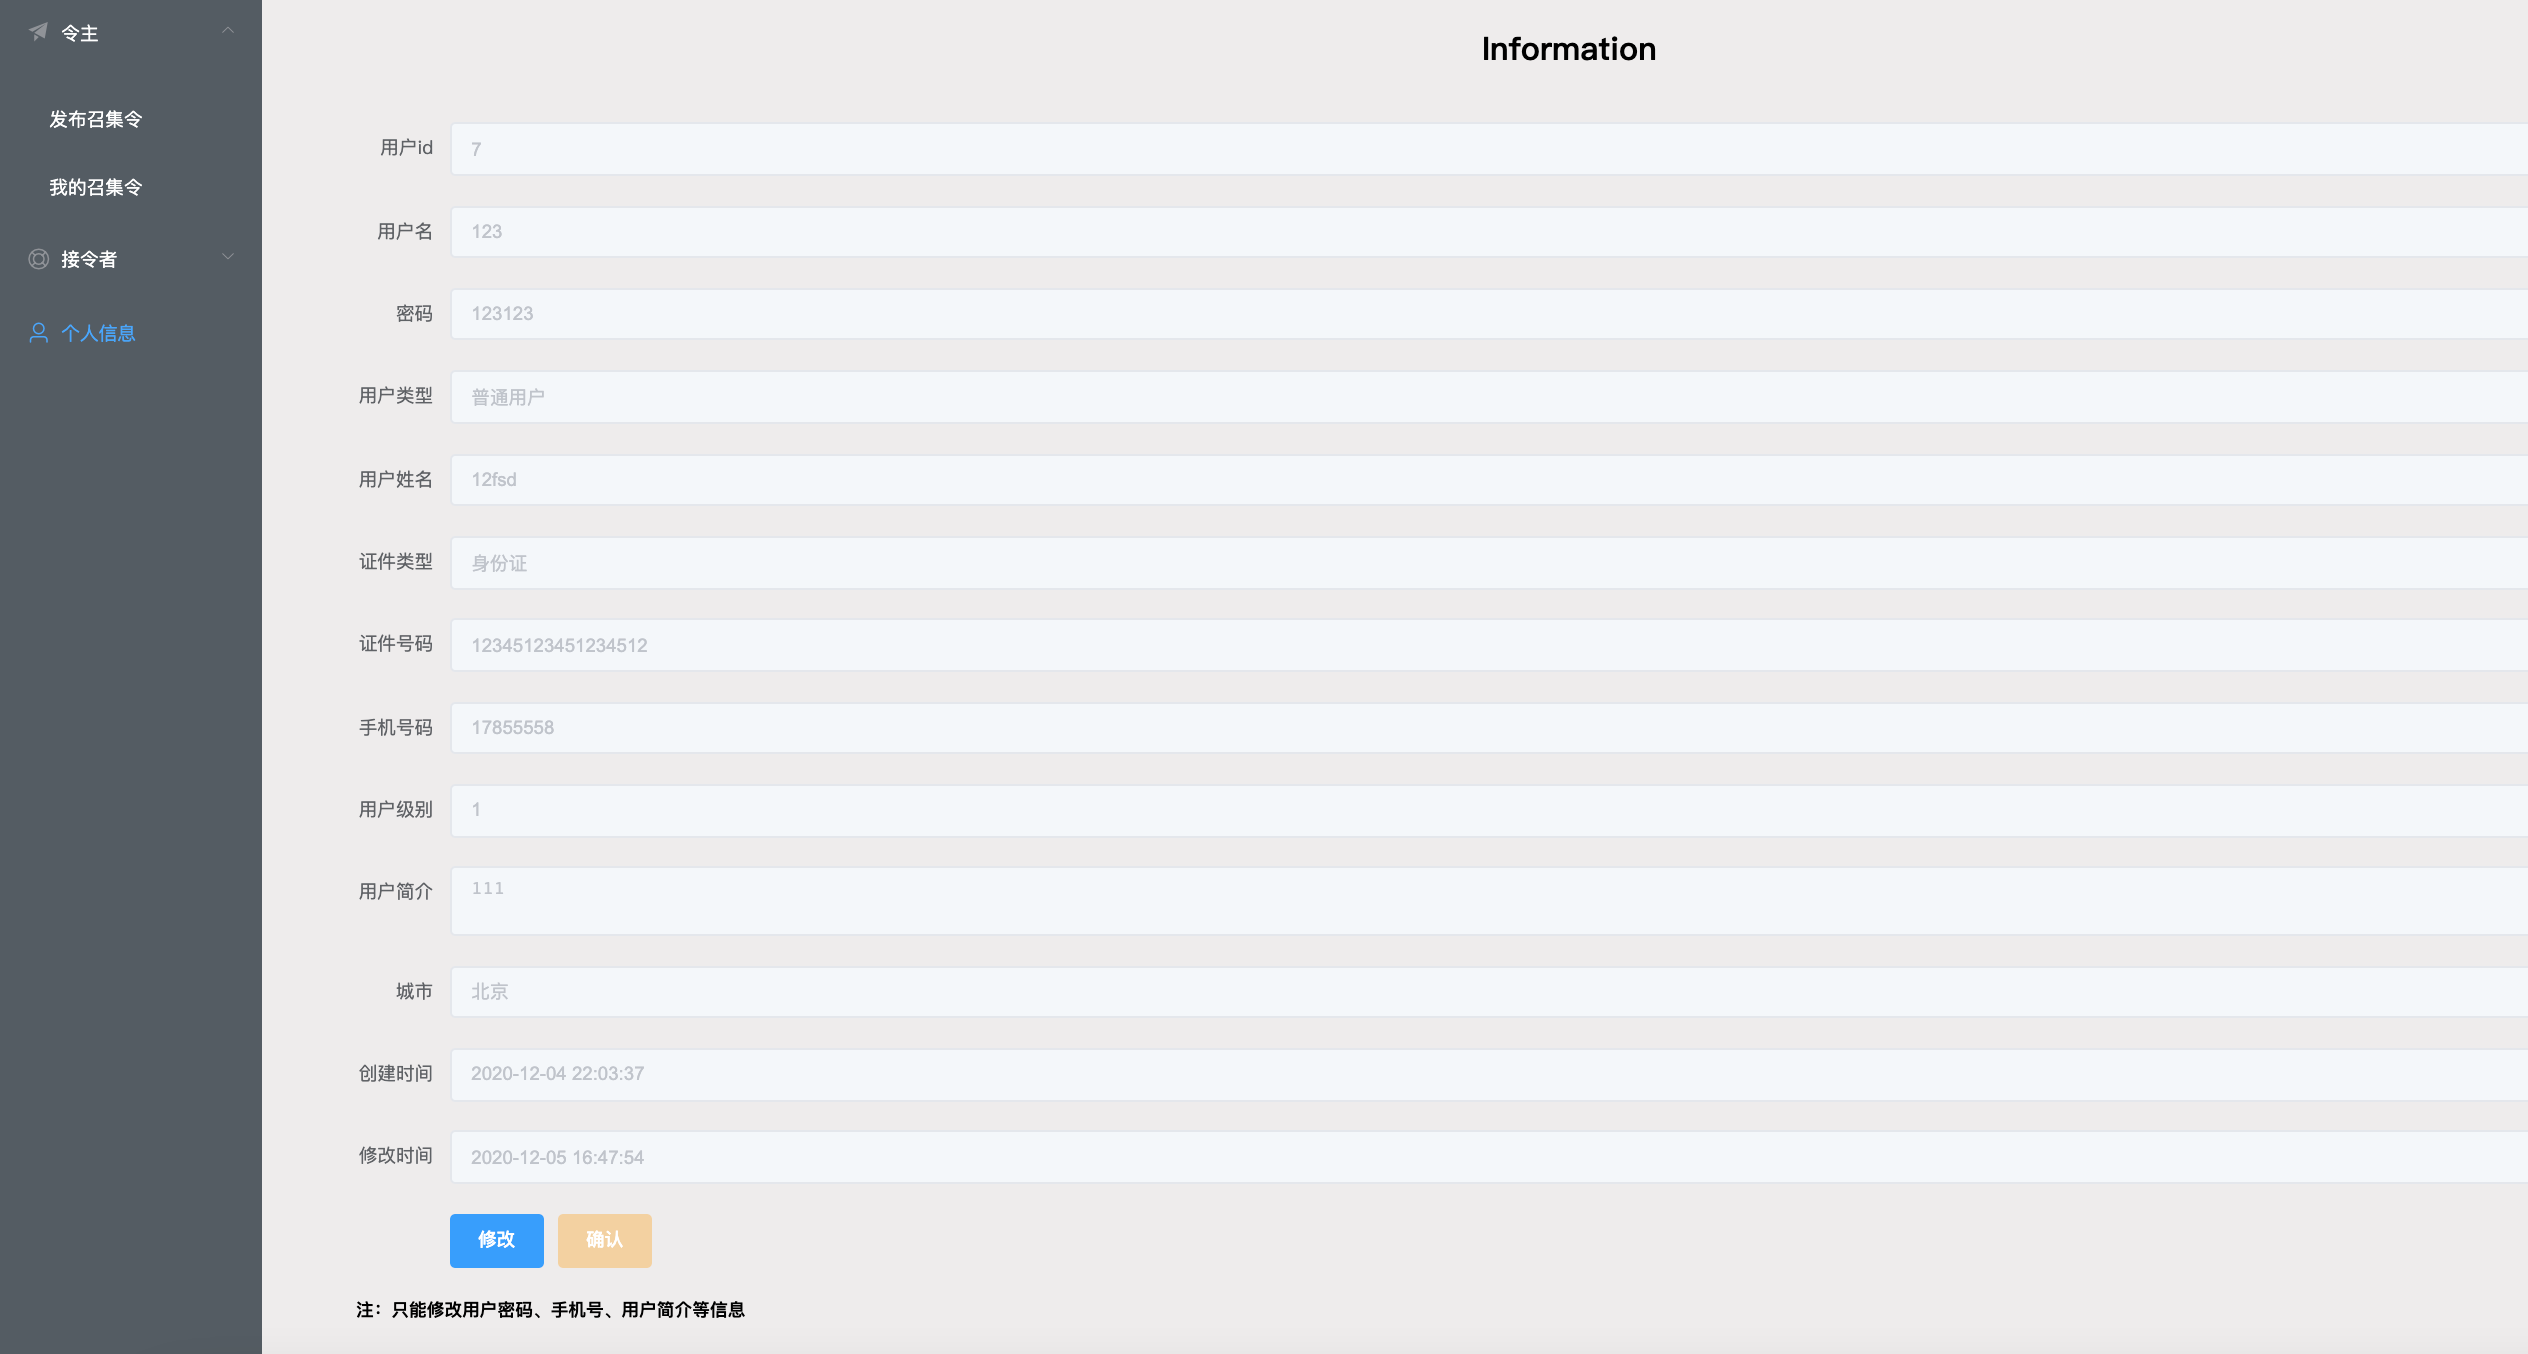 令主
发布召集令
我的召集令
接令者
个人信息
Information
用户id
7
用户名
123
密码
123123
用户类型
普通用户
用户姓名
12fsd
证件类型
身份证
证件号码
12345123451234512
手机号码
17855558
用户级别
1
用户简介
111
城市
北京
创建时间
2020-12-04 22:03:37
修改时间
2020-12-05 16:47:54
修改
确认
注：只能修改用户密码、手机号、用户简介等信息